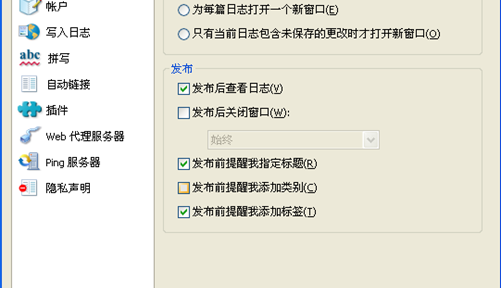 帐户
写入日志
abc 拼写
自动链接
插件
Web 代理服务器
Ping 服务器
隐私声明
为每篇日志打开一个新窗口(E)
只有当前日志包含未保存的更改时才打开新窗口(O)
发布
发布后查看日志(V)
发布后关闭窗口(W):
始终
发布前提醒我指定标题(R)
发布前提醒我添加类别(C)
发布前提醒我添加标签(T)